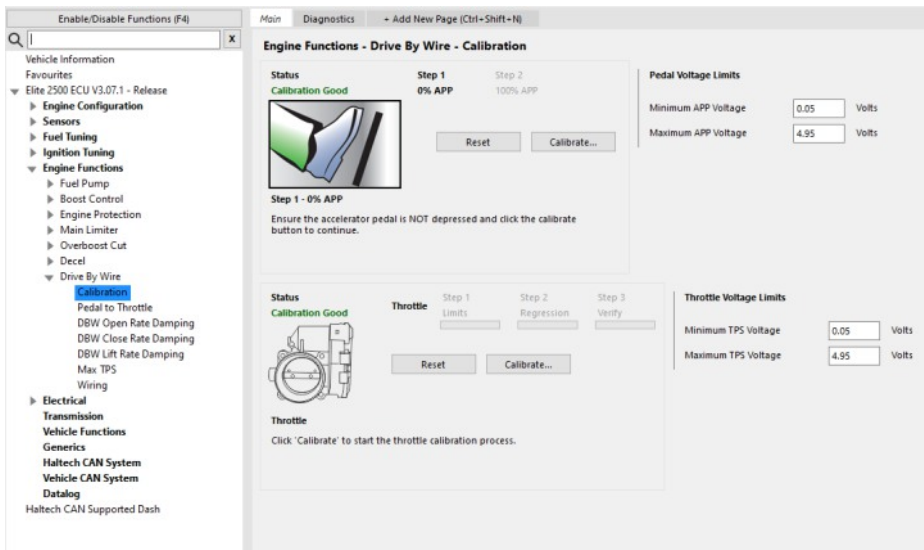 Enable/Disable Functions (F4)
X
Vehicle Information
Favourites
Elite 2500 ECU V3.07.1 - Release
Engine Configuration
Sensors
Fuel Tuning
Ignition Tuning
Engine Functions
Fuel Pump
Boost Control
Engine Protection
Main Limiter
Overboost Cut
Decel
Drive By Wire
Calibration
Pedal to Throttle
DBW Open Rate Damping
DBW Close Rate Damping
DBW Lift Rate Damping
Max TPS
Wiring
Electrical
Transmission
Vehicle Functions
Generics
Haltech CAN System
Vehicle CAN System
Datalog
Haltech CAN Supported Dash
Main Diagnostics + Add New Page (Ctrl+Shift+N)
Engine Functions - Drive By Wire - Calibration
Status Step 1 Step 2
Calibration Good 0% APP 100% APP
Reset Calibrate...
Step 1 - 0% APP
Ensure the accelerator pedal is NOT depressed and click the calibrate
button to continue.
Pedal Voltage Limits
Minimum APP Voltage 0.05 Volts
Maximum APP Voltage 4.95 Volts
Status Throttle Step 1 Step 2 Step 3
Calibration Good Limits Regression Verify
Reset Calibrate...
Throttle
Click 'Calibrate' to start the throttle calibration process.
Throttle Voltage Limits
Minimum TPS Voltage 0.05 Volts
Maximum TPS Voltage 4.95 Volts